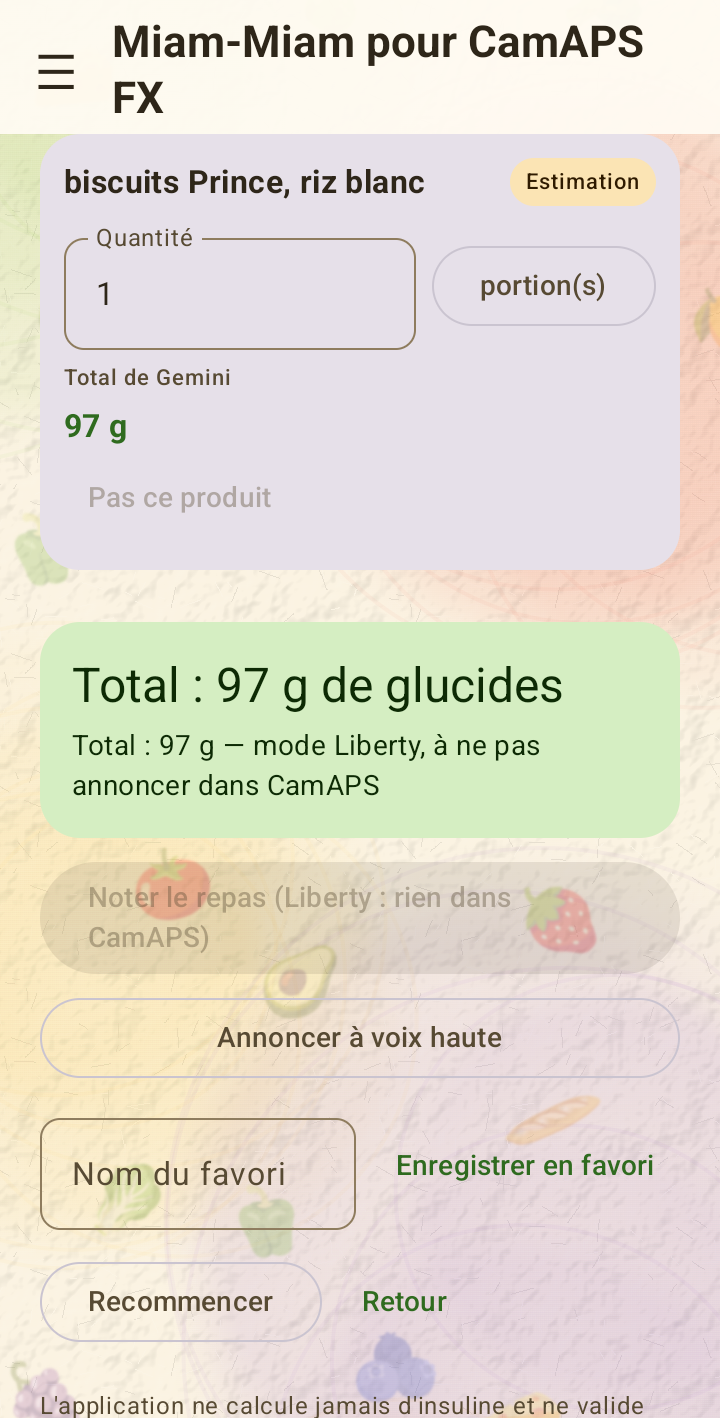 ☰ Miam-Miam pour CamAPS
FX
biscuits Prince, riz blanc
Estimation
Quantité
1
portion(s)
Total de Gemini
97 g
Pas ce produit
Total : 97 g de glucides
Total : 97 g — mode Liberty, à ne pas
annoncer dans CamAPS
Noter le repas (Liberty : rien dans
CamAPS)
Annoncer à voix haute
Nom du favori
Enregistrer en favori
Recommencer
Retour
L'application ne calcule jamais d'insuline et ne valide